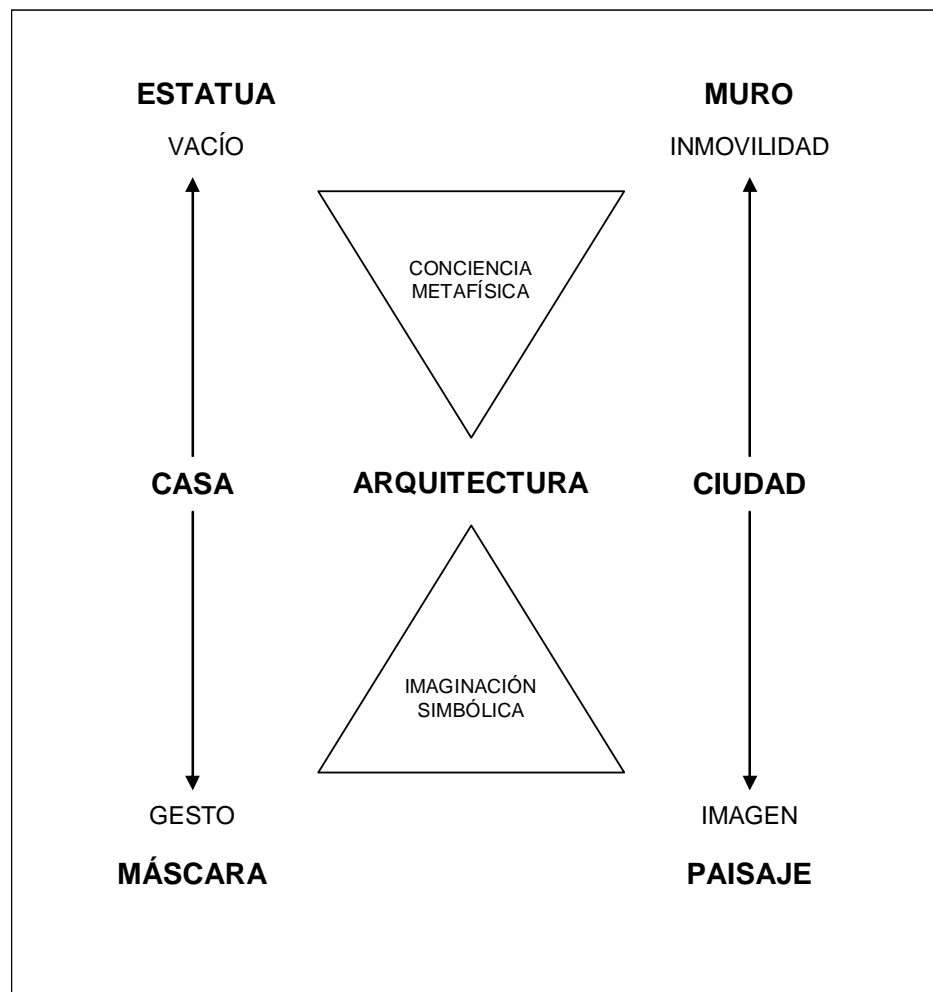 ESTATUA
MURO
VACÍO
INMOVILIDAD
CONCIENCIA
METAFÍSICA
CASA
ARQUITECTURA
CIUDAD
IMAGINACIÓN
SIMBÓLICA
GESTO
IMAGEN
MÁSCARA
PAISAJE